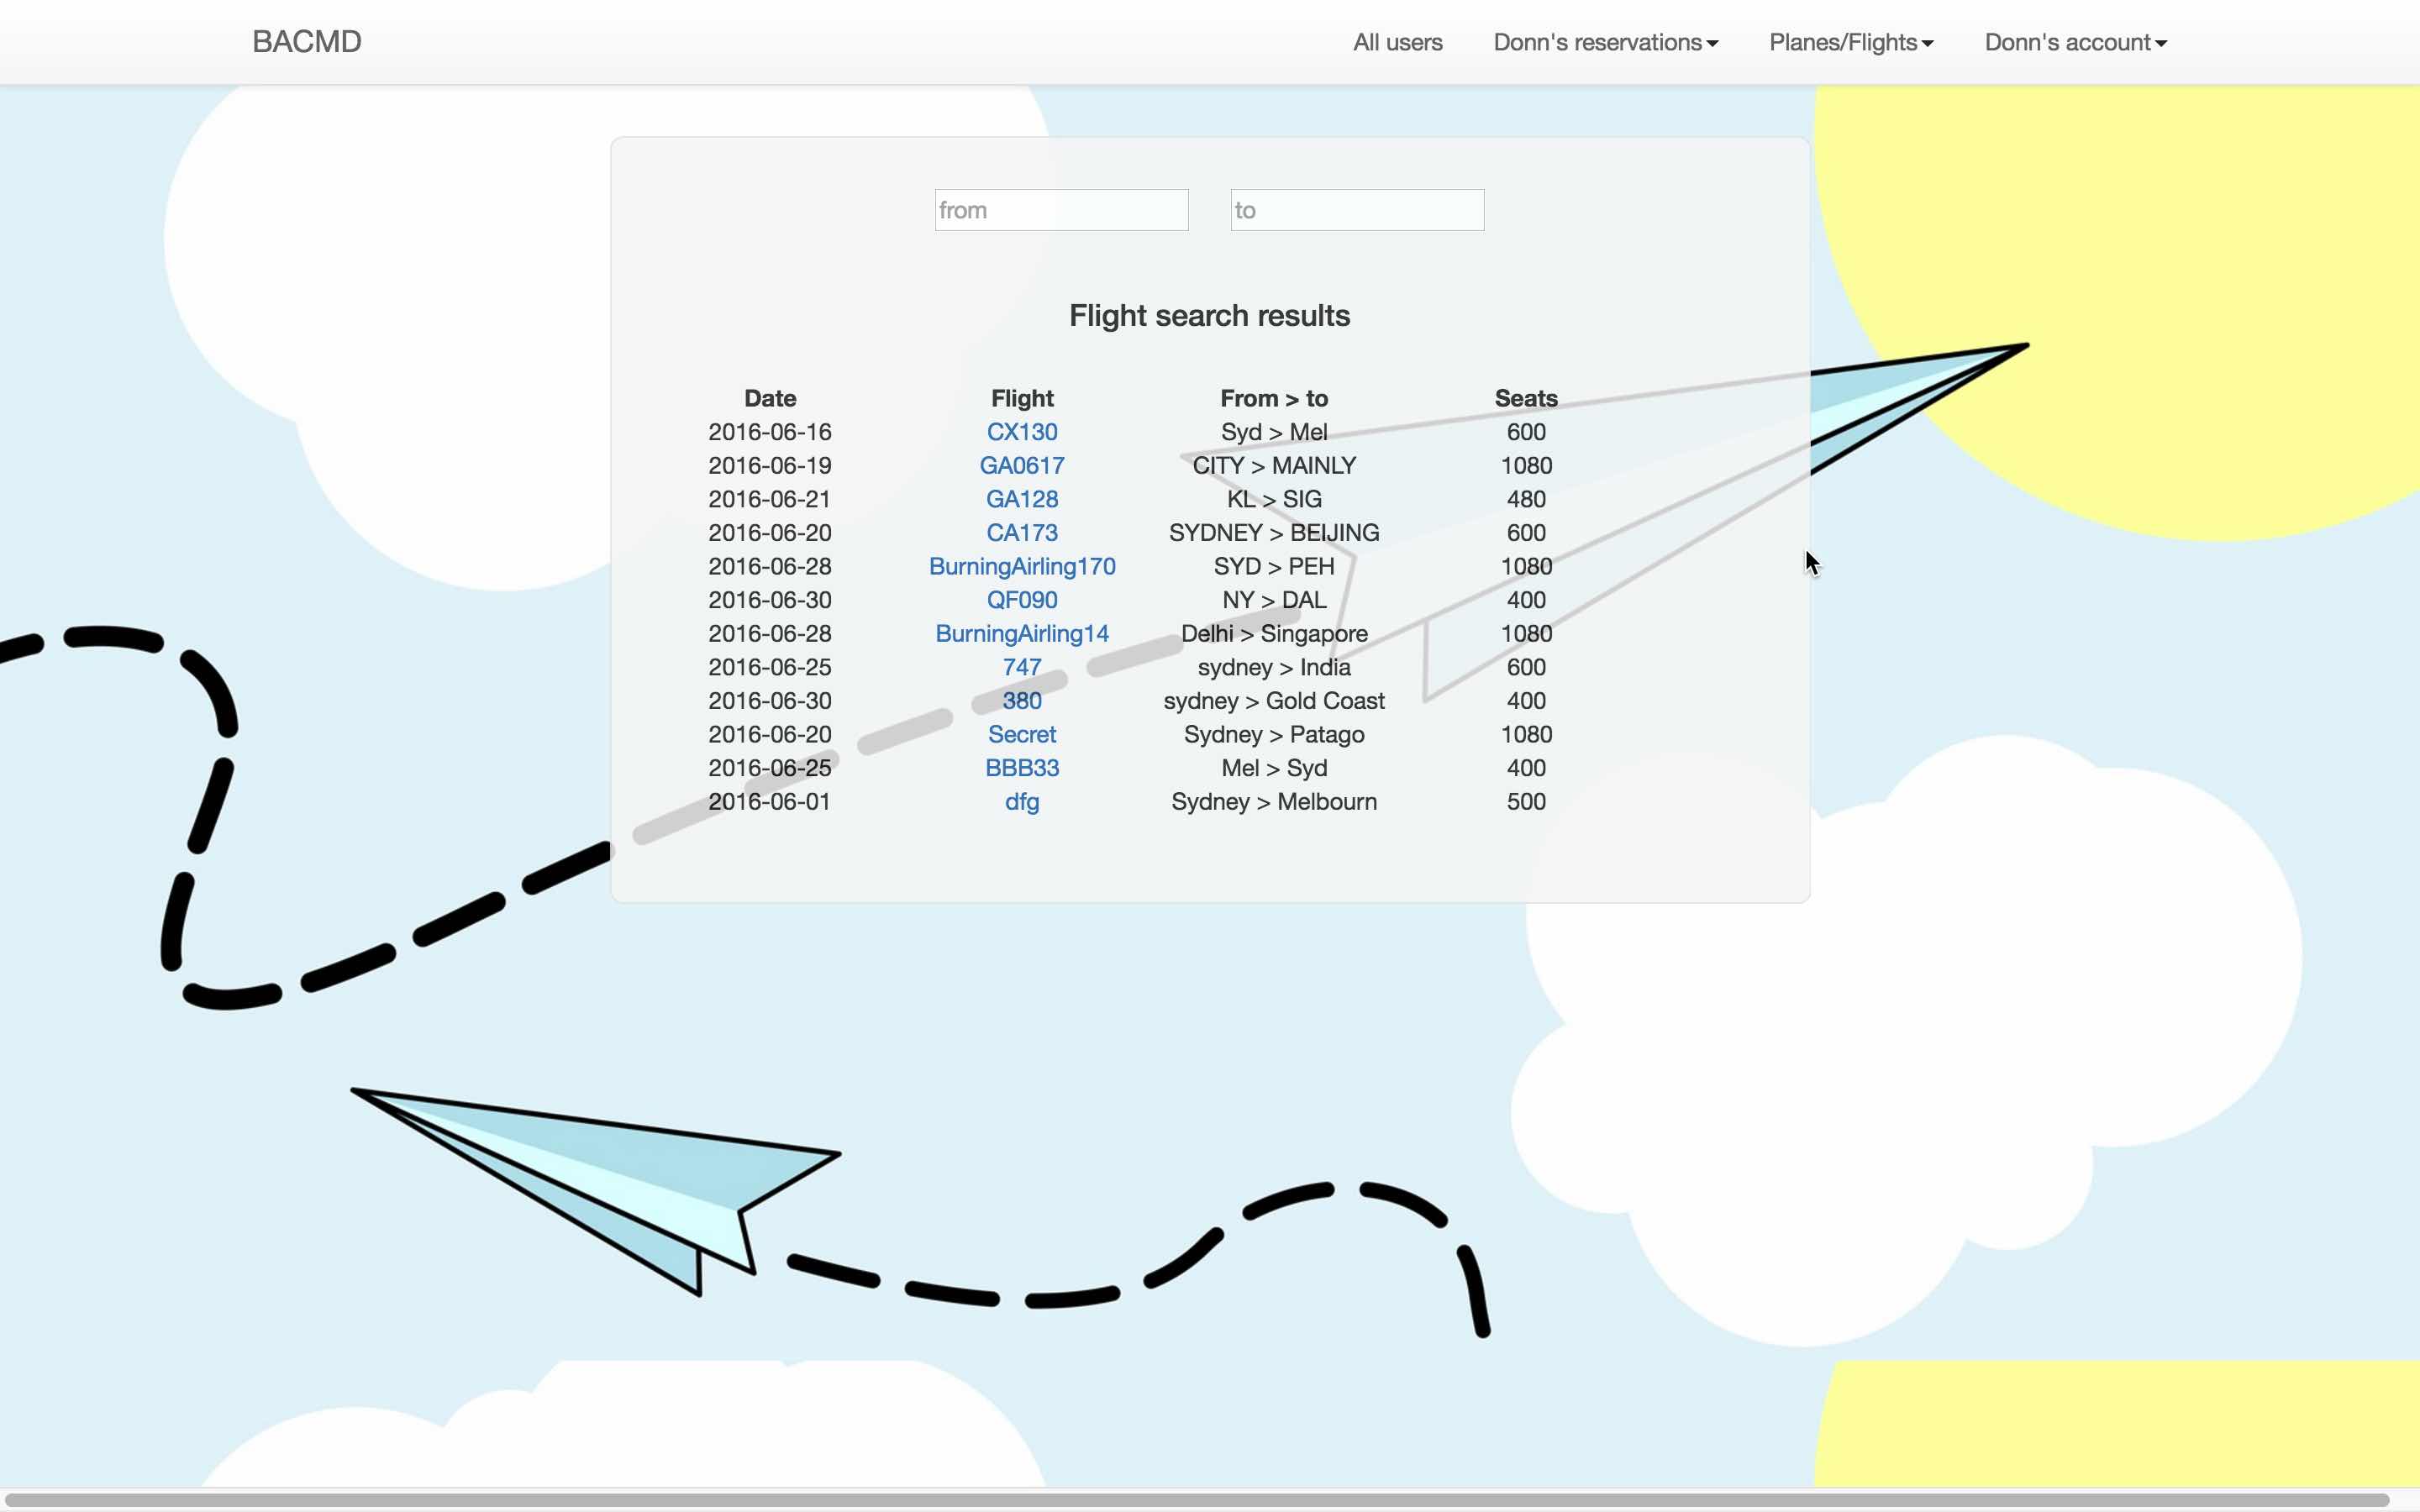 BACMD All users Donn's reservations Planes/Flights Donn's account
from to
Flight search results
Date Flight From > to Seats
2016-06-16 CX130 Syd > Mel 600
2016-06-19 GA0617 CITY > MAINLY 1080
2016-06-21 GA128 KL > SIG 480
2016-06-20 CA173 SYDNEY > BEIJING 600
2016-06-28 BurningAirling170 SYD > PEH 1080
2016-06-30 QF090 NY > DAL 400
2016-06-28 BurningAirling14 Delhi > Singapore 1080
2016-06-25 747 sydney > India 600
2016-06-30 380 sydney > Gold Coast 400
2016-06-20 Secret Sydney > Patago 1080
2016-06-25 BBB33 Mel > Syd 400
2016-06-01 dfg Sydney > Melbourn 500